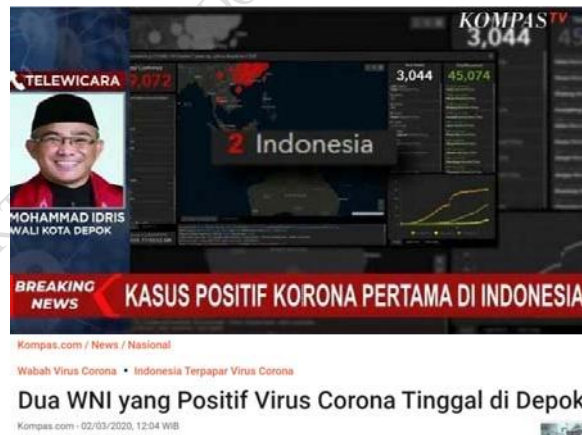 KOMPAS TV
3,044
TELEWICARA
9,072
3,044 45,074
2 Indonesia
MOHAMMAD IDRIS
WALI KOTA DEPOK
BREAKING
NEWS
KASUS POSITIF KORONA PERTAMA DI INDONESIA
Kompas.com / News / Nasional
Wabah Virus Corona • Indonesia Terpapar Virus Corona
Dua WNI yang Positif Virus Corona Tinggal di Depok
Kompas.com - 02/03/2020, 12:04 WIB